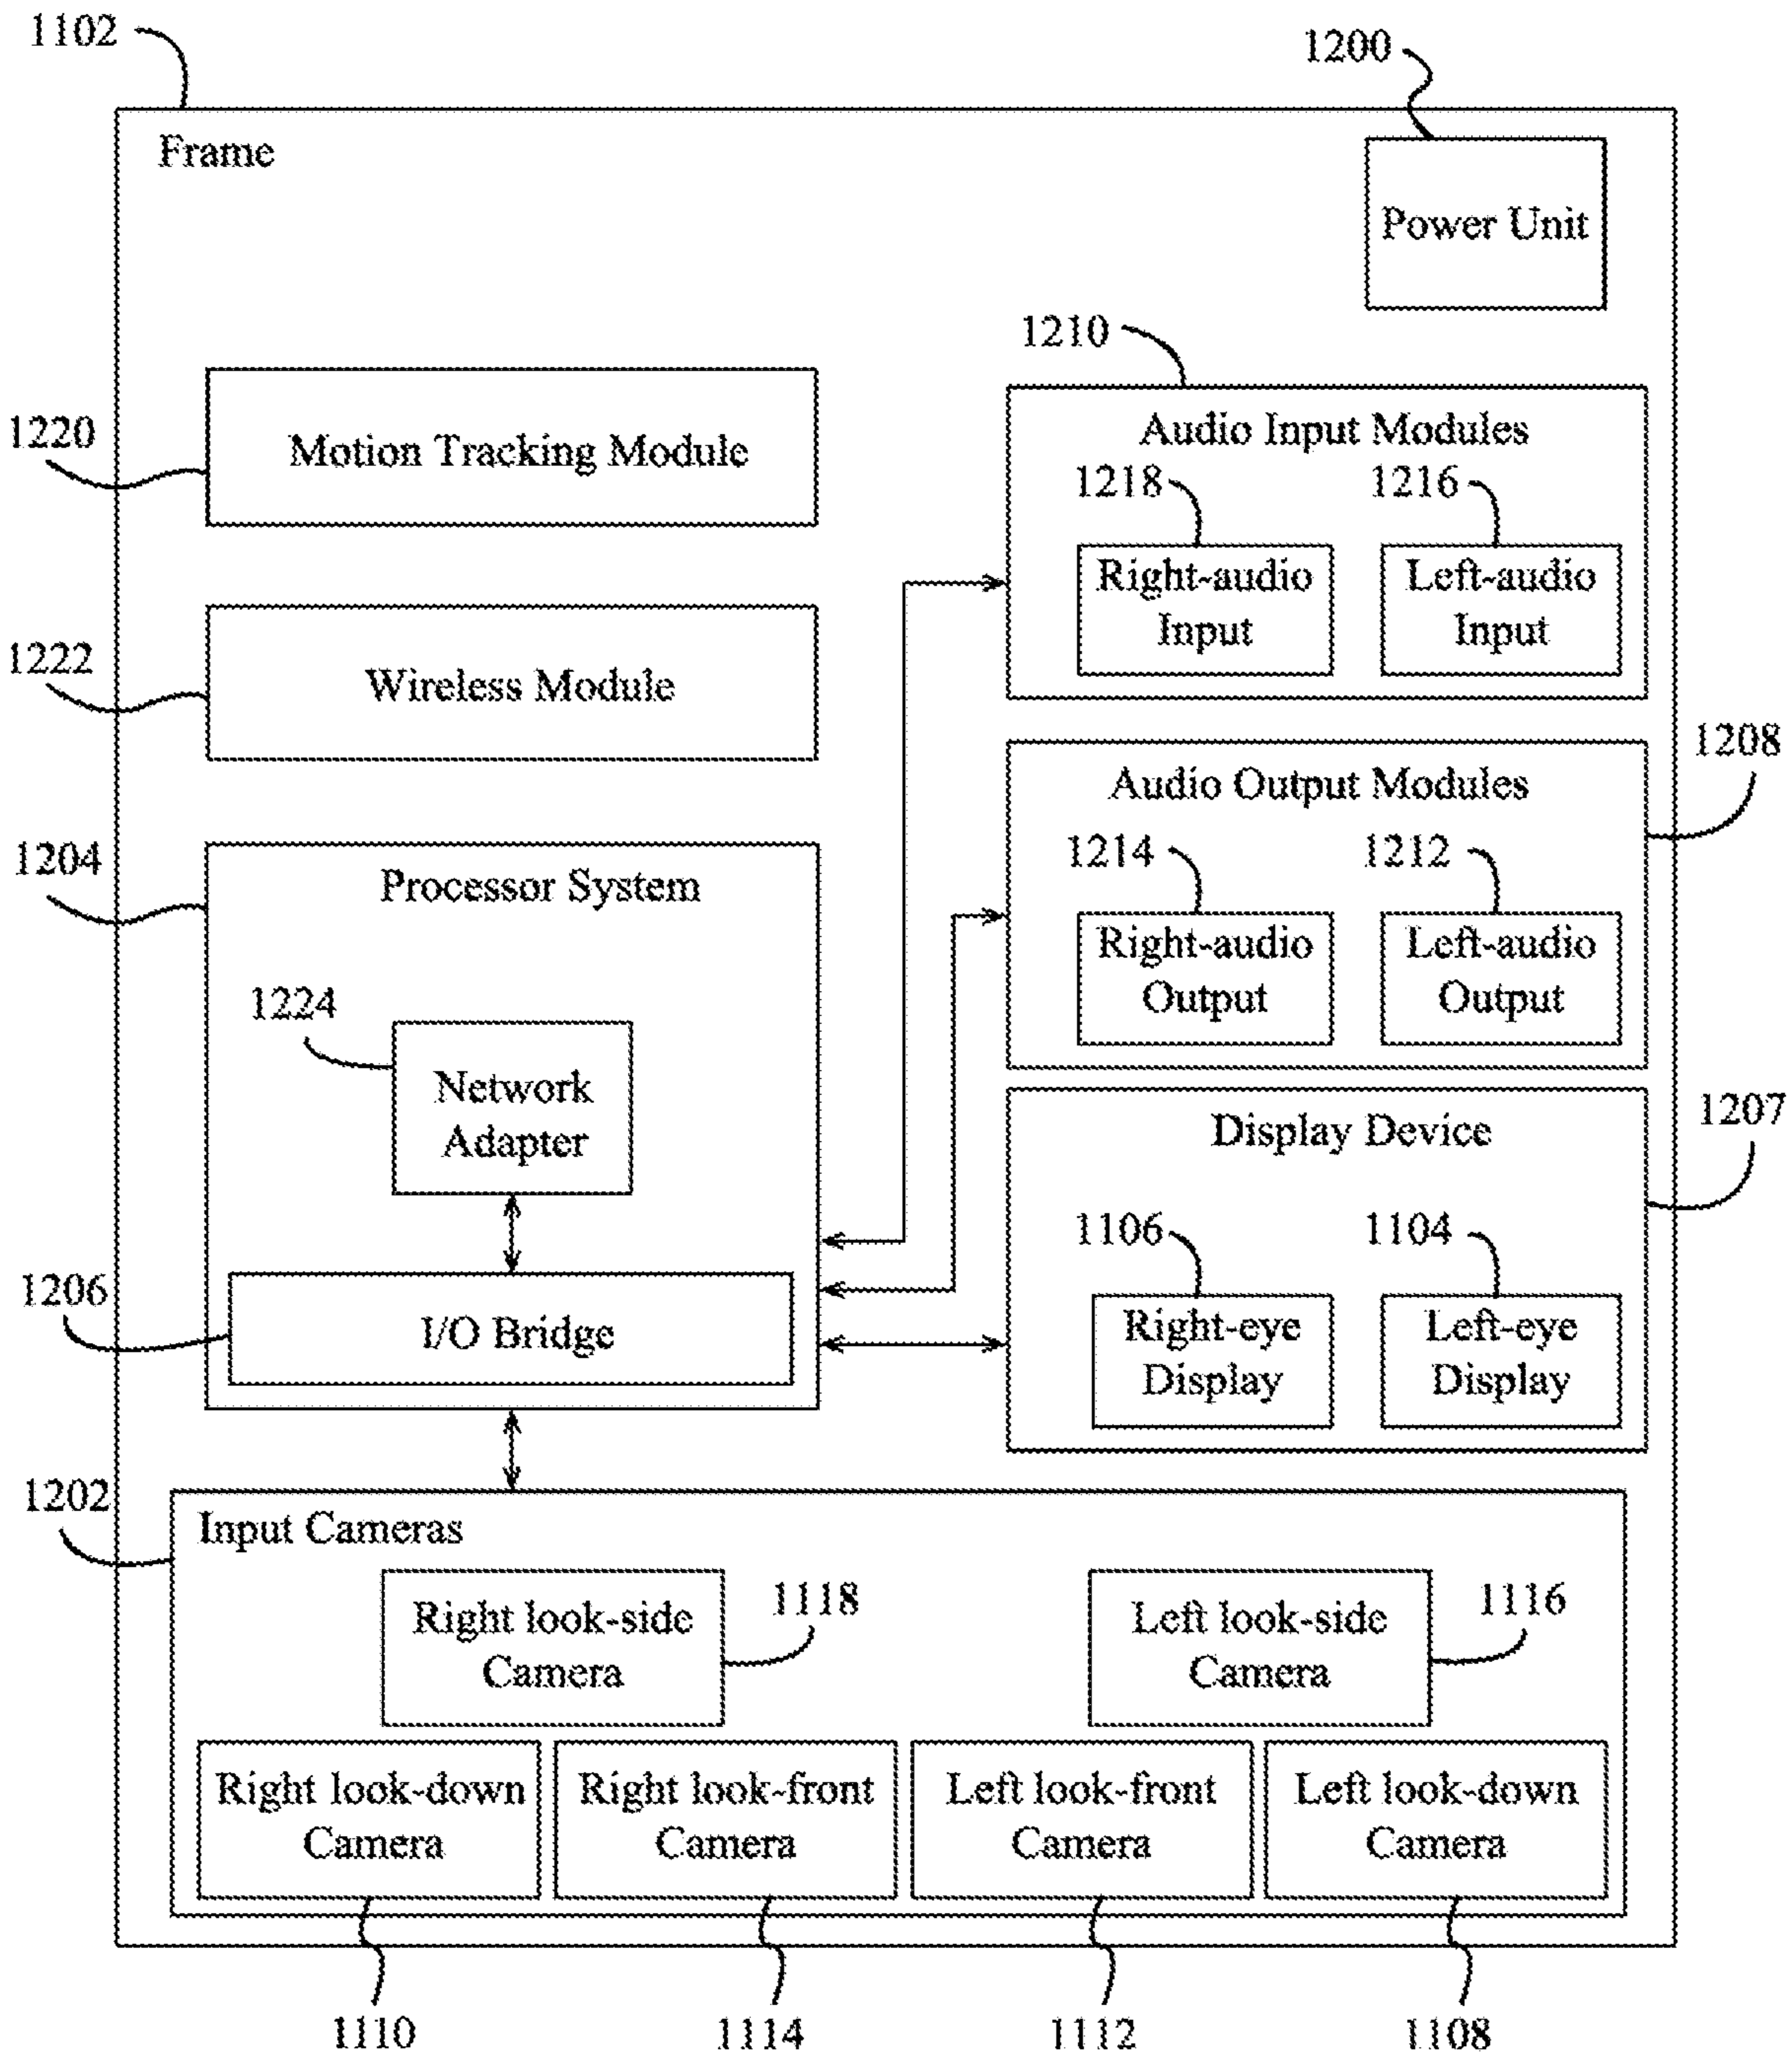 1102
1200
Frame
Power Unit
1210
1220
Motion Tracking Module
Audio Input Modules
1218
1216
Right-audio
Input
Left-audio
Input
1222
Wireless Module
1208
Audio Output Modules
1214
1212
Right-audio
Output
Left-audio
Output
1204
Processor System
1224
Network
Adapter
1207
Display Device
1106
1104
Right-eye
Display
Left-eye
Display
1206
I/O Bridge
1202
Input Cameras
Right look-side
Camera
1118
Left look-side
Camera
1116
Right look-down
Camera
Right look-front
Camera
Left look-front
Camera
Left look-down
Camera
1110
1114
1112
1108